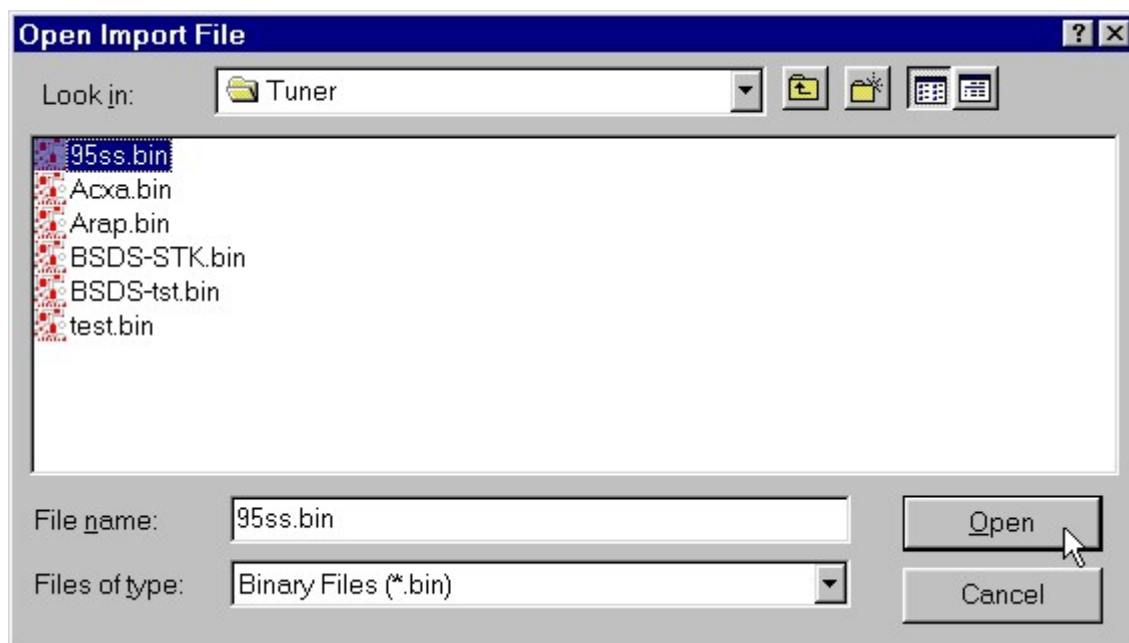 Open Import File
Look in: Tuner
95ss.bin
Acxa.bin
Arap.bin
BSDS-STK.bin
BSDS-tst.bin
test.bin
File name: 95ss.bin Open
Files of type: Binary Files (*.bin) Cancel